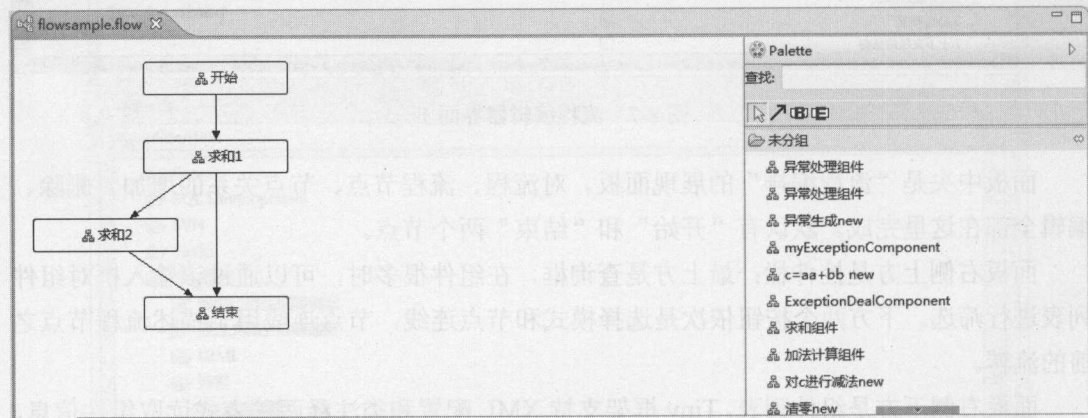 flowsample.flow
开始
求和1
求和2
结束
Palette
查找:
未分组
异常处理组件
异常处理组件
异常生成new
myExceptionComponent
r=aa+bb new
ExceptionDealComponent
求和组件
加法计算组件
对c进行减法new
清零new